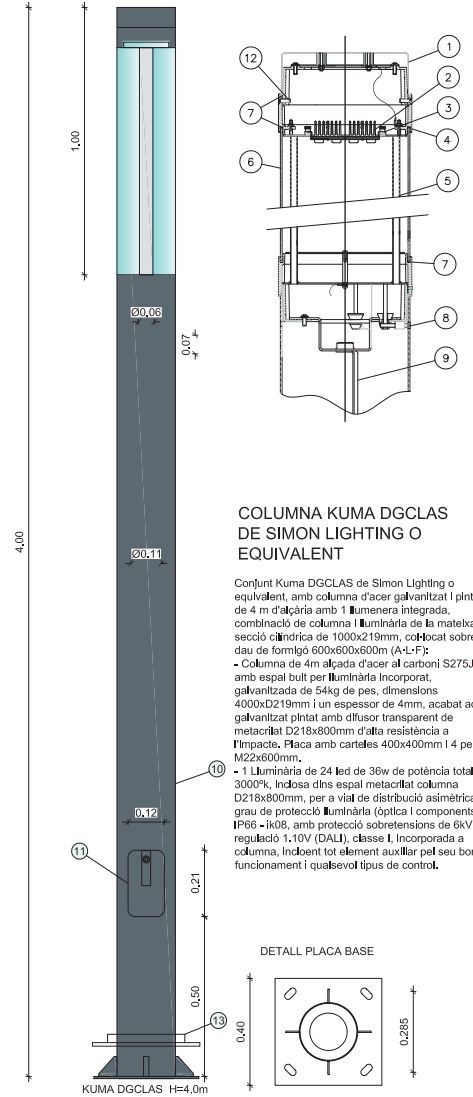 1
12
2
3
7
4
6
5
1.00
7
Ø0.06
8
0.07
9
4.00
COLUMNA KUMA DGCLAS
DE SIMON LIGHTING O
EQUIVALENT
Ø0.11
Conjunt Kuma DGCLAS de Simon Lighting o
equivalent, amb columna d'acer galvanitzat i pint
de 4 m d'alçària amb 1 llumenera integrada,
combinació de columna i lluminària de la mateixa
secció cilíndrica de 1000x219mm, col·locat sobre
dau de formigó 600x600x600m (A·L·F):
- Columna de 4m alçada d'acer al carboni S275J
amb espai buit per lluminària incorporat,
galvanitzada de 54kg de pes, dimensions
4000xD219mm i un espessor de 4mm, acabat ac
galvanitzat pintat amb difusor transparent de
metacrilat D218x800mm d'alta resistència a
l'impacte. Placa amb carteles 400x400mm i 4 pe
M22x600mm.
- 1 Lluminària de 24 led de 36w de potència total
3000ºk, inclosa dins espai metacrilat columna
D218x800mm, per a vial de distribució asimètrica
grau de protecció lluminària (òptica i components
IP66 - ik08, amb protecció sobretensions de 6kV
regulació 1.10V (DALI), classe I, incorporada a
columna, incloent tot element auxiliar pel seu bon
funcionament i qualsevol tipus de control.
10
0.12
11
0.21
0.50
DETALL PLACA BASE
13
0.40
0.285
KUMA DGCLAS H=4,0m